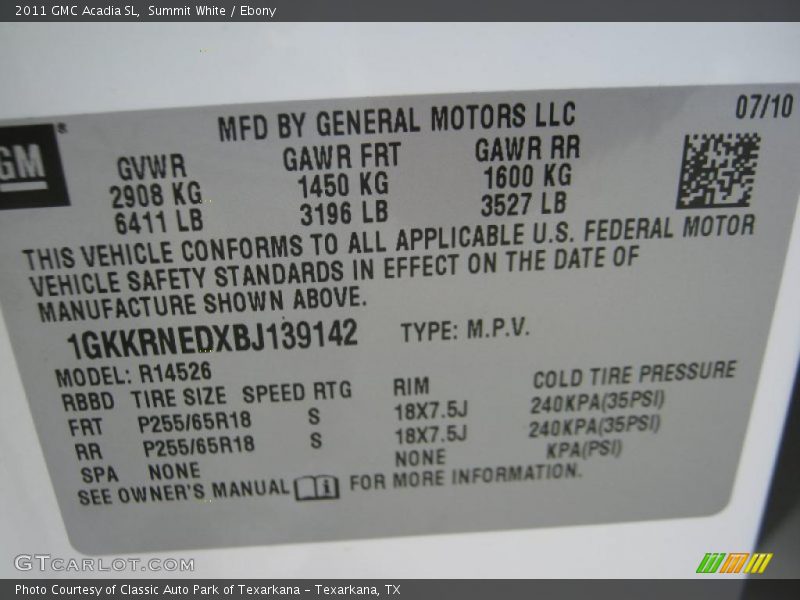 2011 GMC Acadia SL, Summit White / Ebony
07/10
MFD BY GENERAL MOTORS LLC
GM®
GVWR GAWR FRT GAWR RR
2908 KG 1450 KG 1600 KG
6411 LB 3196 LB 3527 LB
THIS VEHICLE CONFORMS TO ALL APPLICABLE U.S. FEDERAL MOTOR
VEHICLE SAFETY STANDARDS IN EFFECT ON THE DATE OF
MANUFACTURE SHOWN ABOVE.
1GKKRNEDXBJ139142 TYPE: M.P.V.
MODEL: R14526
RBBD TIRE SIZE SPEED RTG RIM COLD TIRE PRESSURE
FRT P255/65R18 S 18X7.5J 240KPA(35PSI)
RR P255/65R18 S 18X7.5J 240KPA(35PSI)
SPA NONE NONE KPA(PSI)
SEE OWNER'S MANUAL FOR MORE INFORMATION.
GTCARLOT.COM
Photo Courtesy of Classic Auto Park of Texarkana - Texarkana, TX